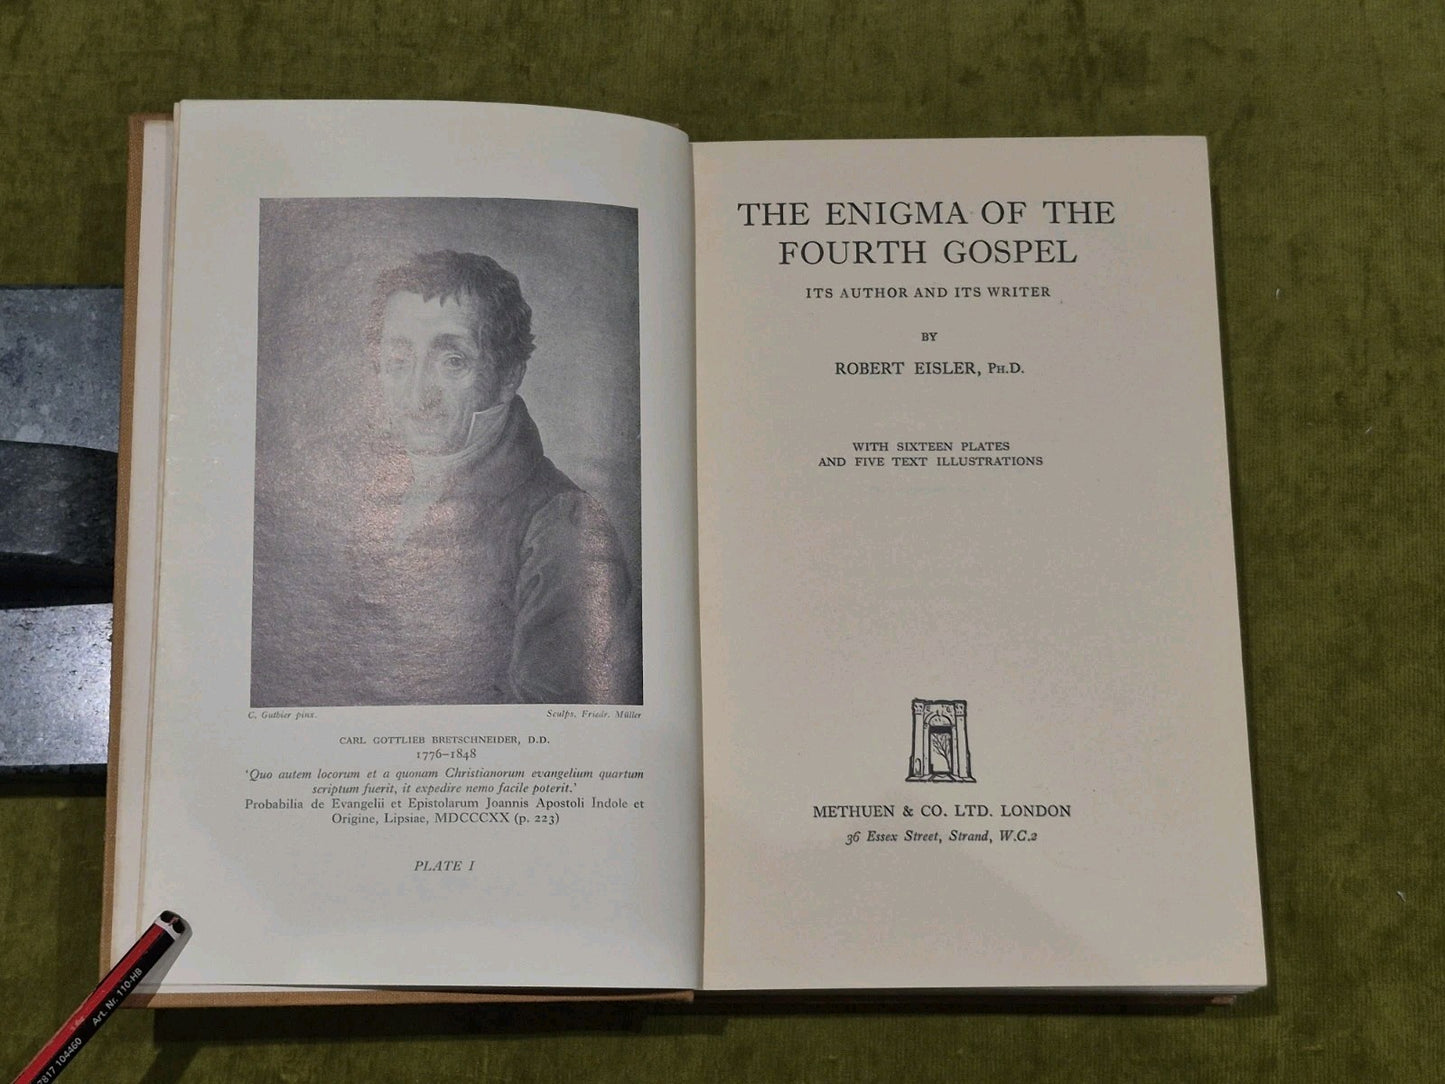 C. Guthier pinx.
Sculps. Friedr. Müller
CARL GOTTLIEB BRETSCHNEIDER, D.D.
1776–1848
'Quo autem locorum et a quonam Christianorum evangelium quartum
scriptum fuerit, it expedire nemo facile poterit.'
Probabilia de Evangelii et Epistolarum Joannis Apostoli Indole et
Origine, Lipsiae, MDCCCXX (p. 223)
PLATE I
THE ENIGMA OF THE
FOURTH GOSPEL
ITS AUTHOR AND ITS WRITER
BY
ROBERT EISLER, PH.D.
WITH SIXTEEN PLATES
AND FIVE TEXT ILLUSTRATIONS
METHUEN & CO. LTD. LONDON
36 Essex Street, Strand, W.C.2
Art. Nr. 110-HB
7817 104460